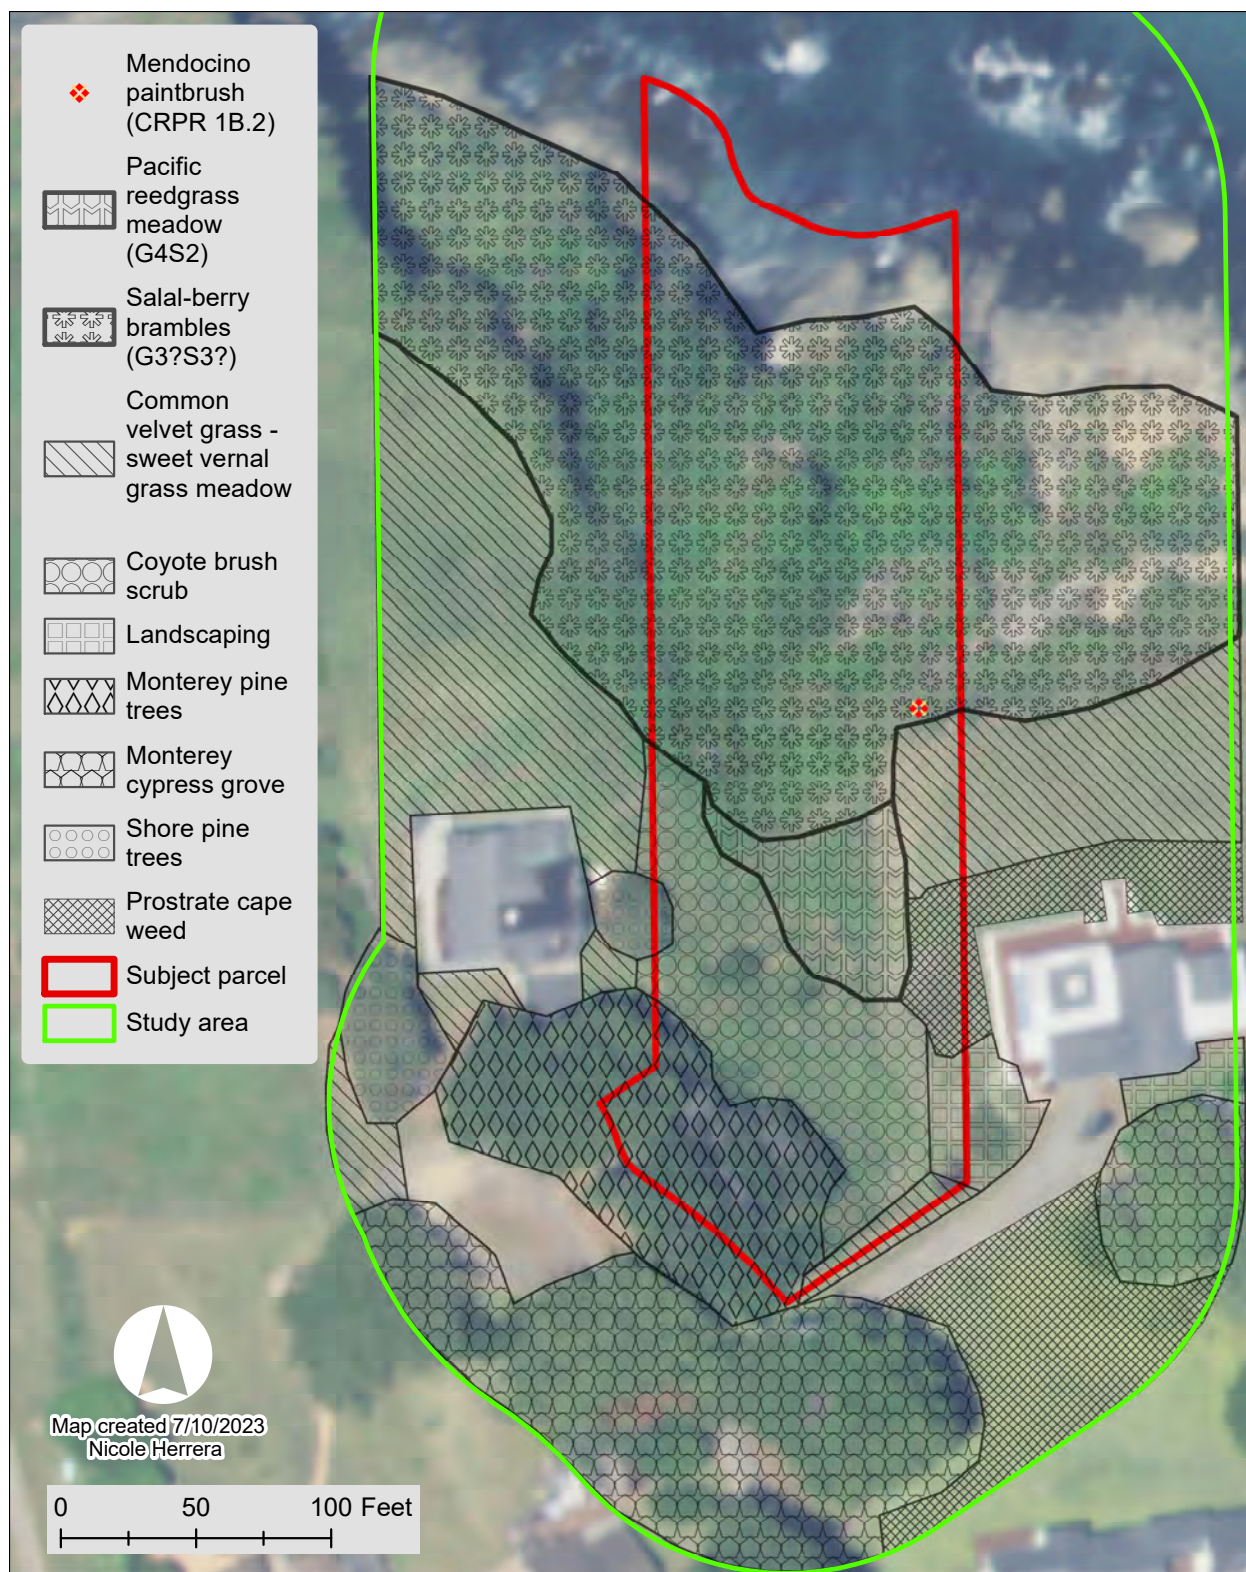 Mendocino
paintbrush
(CRPR 1B.2)
Pacific
reedgrass
meadow
(G4S2)
Salal-berry
brambles
(G3?S3?)
Common
velvet grass -
sweet vernal
grass meadow
Coyote brush
scrub
Landscaping
Monterey pine
trees
Monterey
cypress grove
Shore pine
trees
Prostrate cape
weed
Subject parcel
Study area
Map created 7/10/2023
Nicole Herrera
0 50 100 Feet